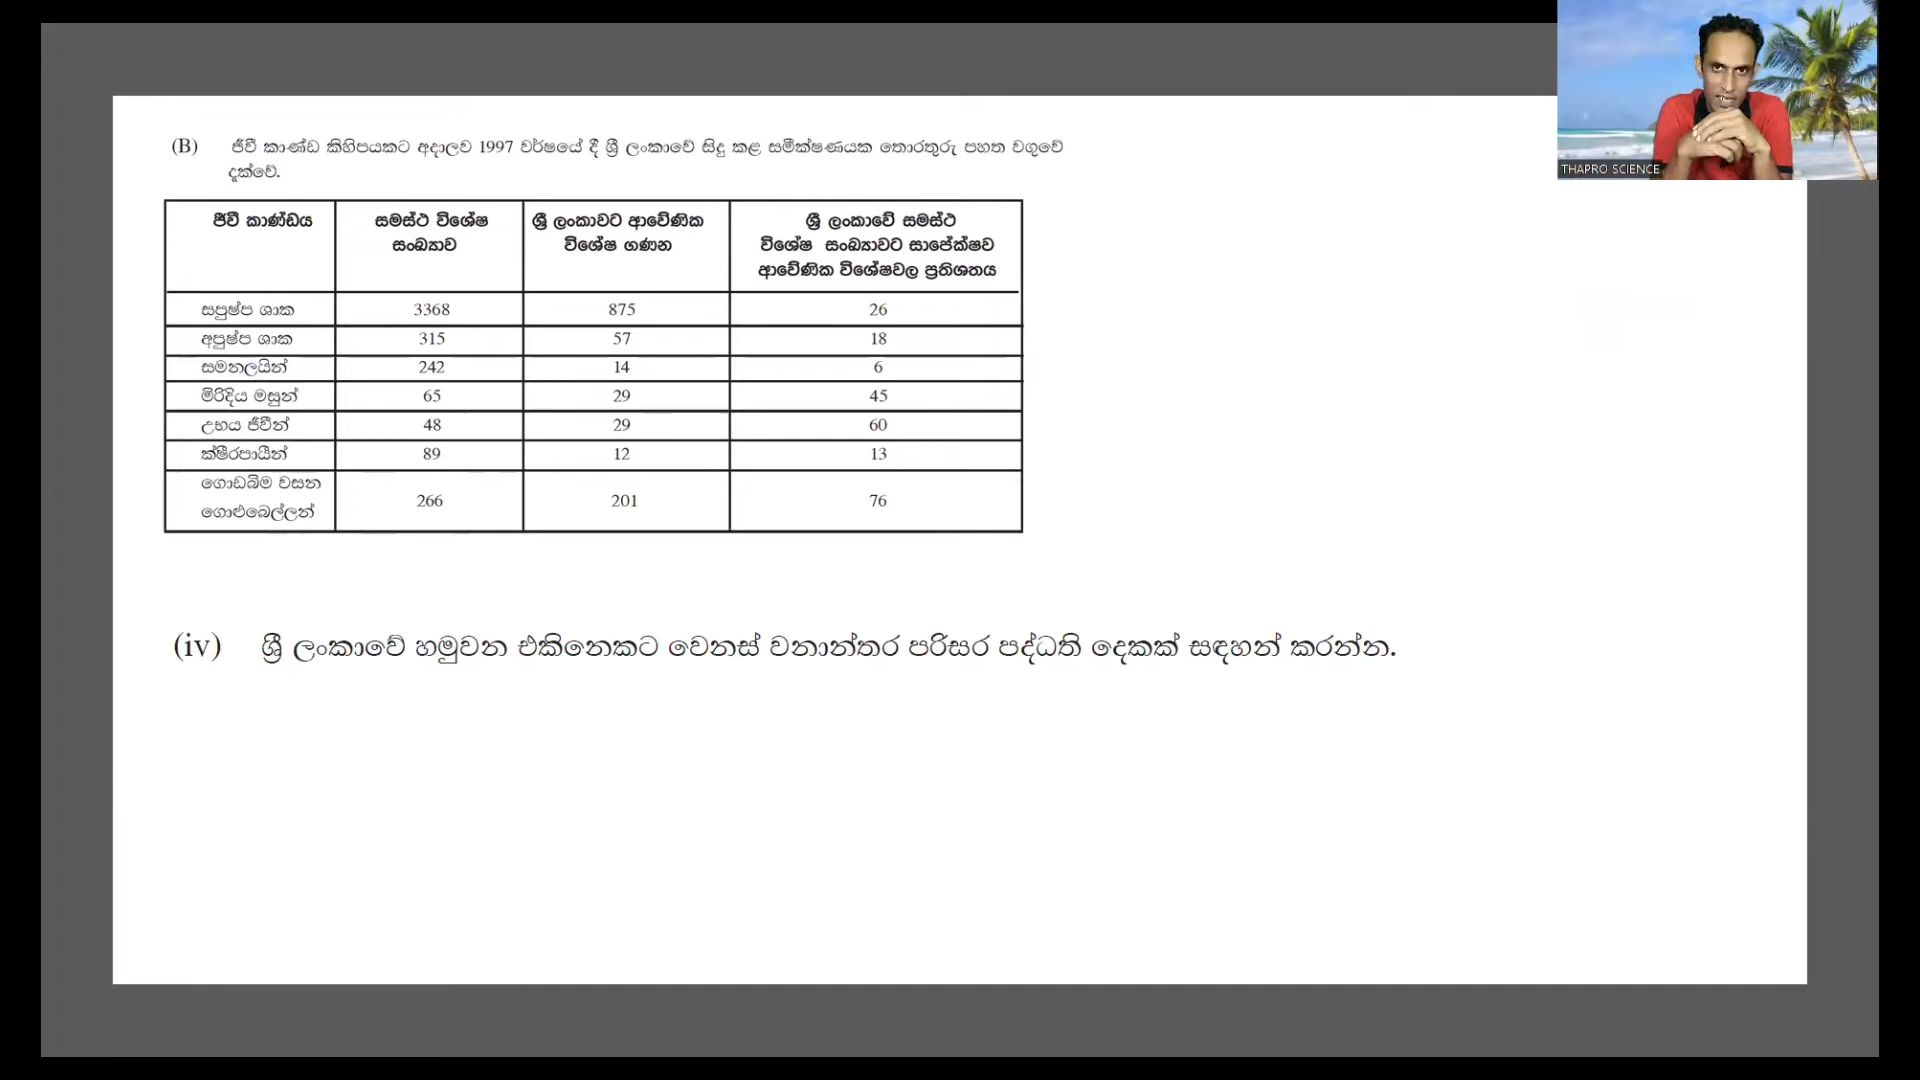 THAPRO SCIENCE
(B) ජීවී කාණ්ඩ කිහිපයකට අදාලව 1997 වර්ෂයේ දී ශ්‍රී ලංකාවේ සිදු කළ සමීක්ෂණයක තොරතුරු පහත වගුවේ
දැක්වේ.
ජීවී කාණ්ඩය සමස්ථ විශේෂ සංඛ්‍යාව ශ්‍රී ලංකාවට ආවේණික විශේෂ ගණන ශ්‍රී ලංකාවේ සමස්ථ විශේෂ සංඛ්‍යාවට සාපේක්ෂව ආවේණික විශේෂවල ප්‍රතිශතය
සපුෂ්ප ශාක 3368 875 26
අපුෂ්ප ශාක 315 57 18
සමනලයින් 242 14 6
මිරිදිය මසුන් 65 29 45
උභය ජීවීන් 48 29 60
ක්ෂීරපායීන් 89 12 13
ගොඩබිම වසන ගොළුබෙල්ලන් 266 201 76
(iv) ශ්‍රී ලංකාවේ හමුවන එකිනෙකට වෙනස් වනාන්තර පරිසර පද්ධති දෙකක් සඳහන් කරන්න.